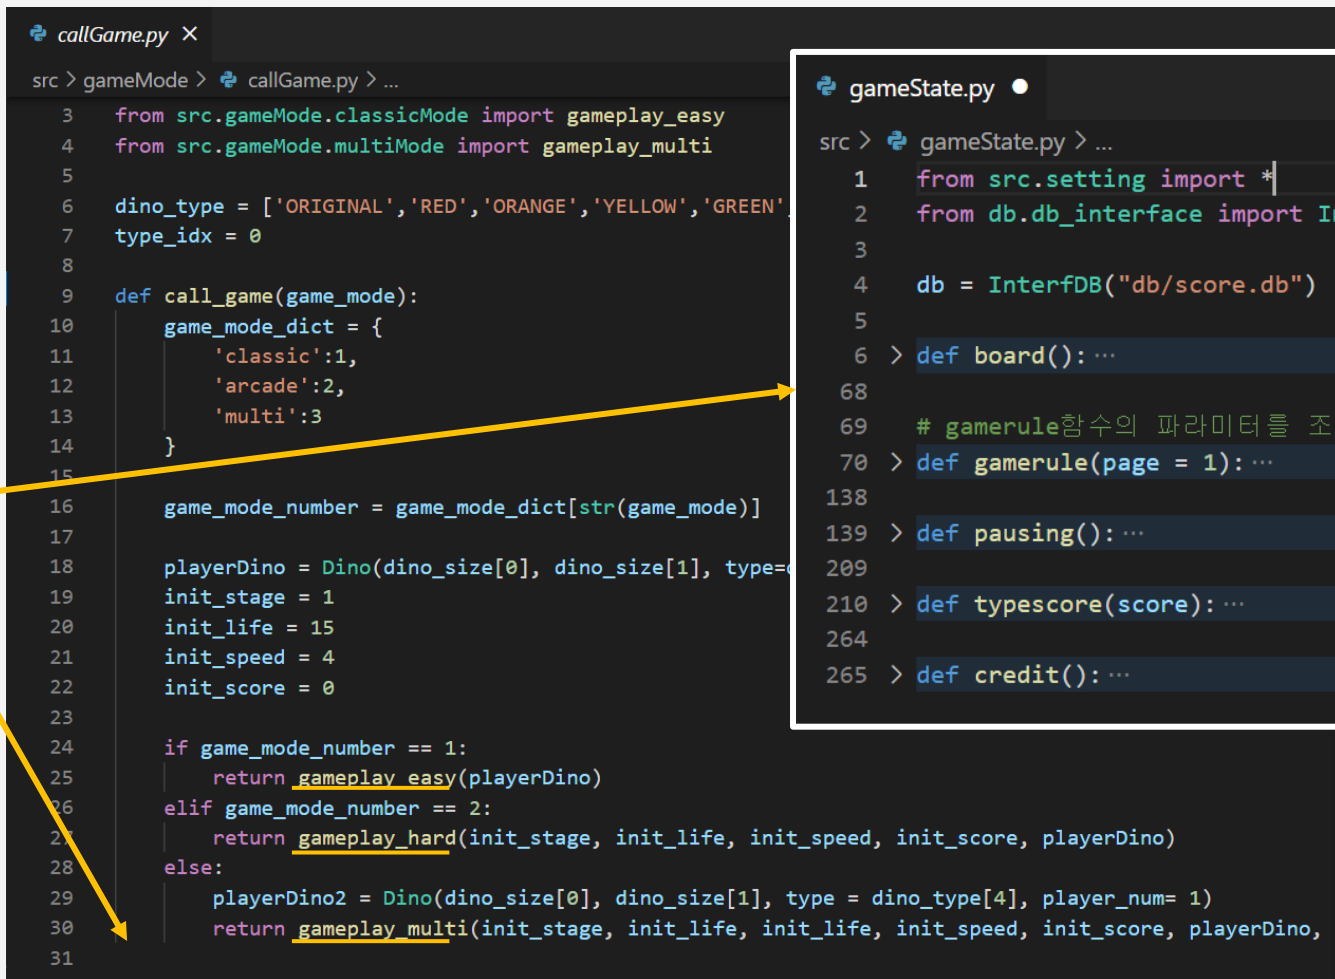 callGame.py
src > gameMode > callGame.py > ...
3 from src.gameMode.classicMode import gameplay_easy
4 from src.gameMode.multiMode import gameplay_multi
5
6 dino_type = ['ORIGINAL','RED','ORANGE','YELLOW','GREEN',
7 type_idx = 0
8
9 def call_game(game_mode):
10 game_mode_dict = {
11 'classic':1,
12 'arcade':2,
13 'multi':3
14 }
15
16 game_mode_number = game_mode_dict[str(game_mode)]
17
18 playerDino = Dino(dino_size[0], dino_size[1], type=
19 init_stage = 1
20 init_life = 15
21 init_speed = 4
22 init_score = 0
23
24 if game_mode_number == 1:
25 return gameplay_easy(playerDino)
26 elif game_mode_number == 2:
27 return gameplay_hard(init_stage, init_life, init_speed, init_score, playerDino)
28 else:
29 playerDino2 = Dino(dino_size[0], dino_size[1], type = dino_type[4], player_num= 1)
30 return gameplay_multi(init_stage, init_life, init_life, init_speed, init_score, playerDino,
31
gameState.py
src > gameState.py > ...
1 from src.setting import *
2 from db.db_interface import
3
4 db = InterfDB("db/score.db")
5
6 > def board(): ...
68
69 # gamerule함수의 파라미터를 조
70 > def gamerule(page = 1): ...
138
139 > def pausing(): ...
209
210 > def typescore(score): ...
264
265 > def credit(): ...